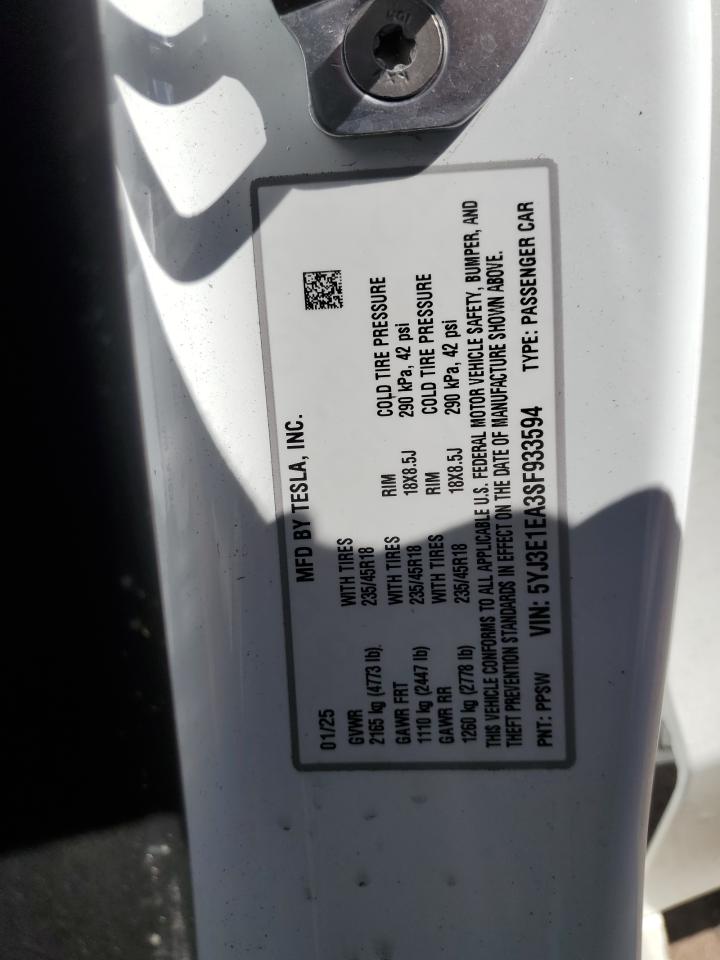 MFD BY TESLA, INC.
01/25
GVWR WITH TIRES RIM COLD TIRE PRESSURE
2165 kg (4773 lb). 235/45R18 18X8.5J 290 kPa, 42 psi
GAWR FRT WITH TIRES RIM COLD TIRE PRESSURE
1110 kg (2447 lb) 235/45R18 18X8.5J 290 kPa, 42 psi
GAWR RR WITH TIRES
1260 kg (2778 lb) 235/45R18
THIS VEHICLE CONFORMS TO ALL APPLICABLE U.S. FEDERAL MOTOR VEHICLE SAFETY, BUMPER, AND
THEFT PREVENTION STANDARDS IN EFFECT ON THE DATE OF MANUFACTURE SHOWN ABOVE.
PNT: PPSW VIN: 5YJ3E1EA3SF933594 TYPE: PASSENGER CAR